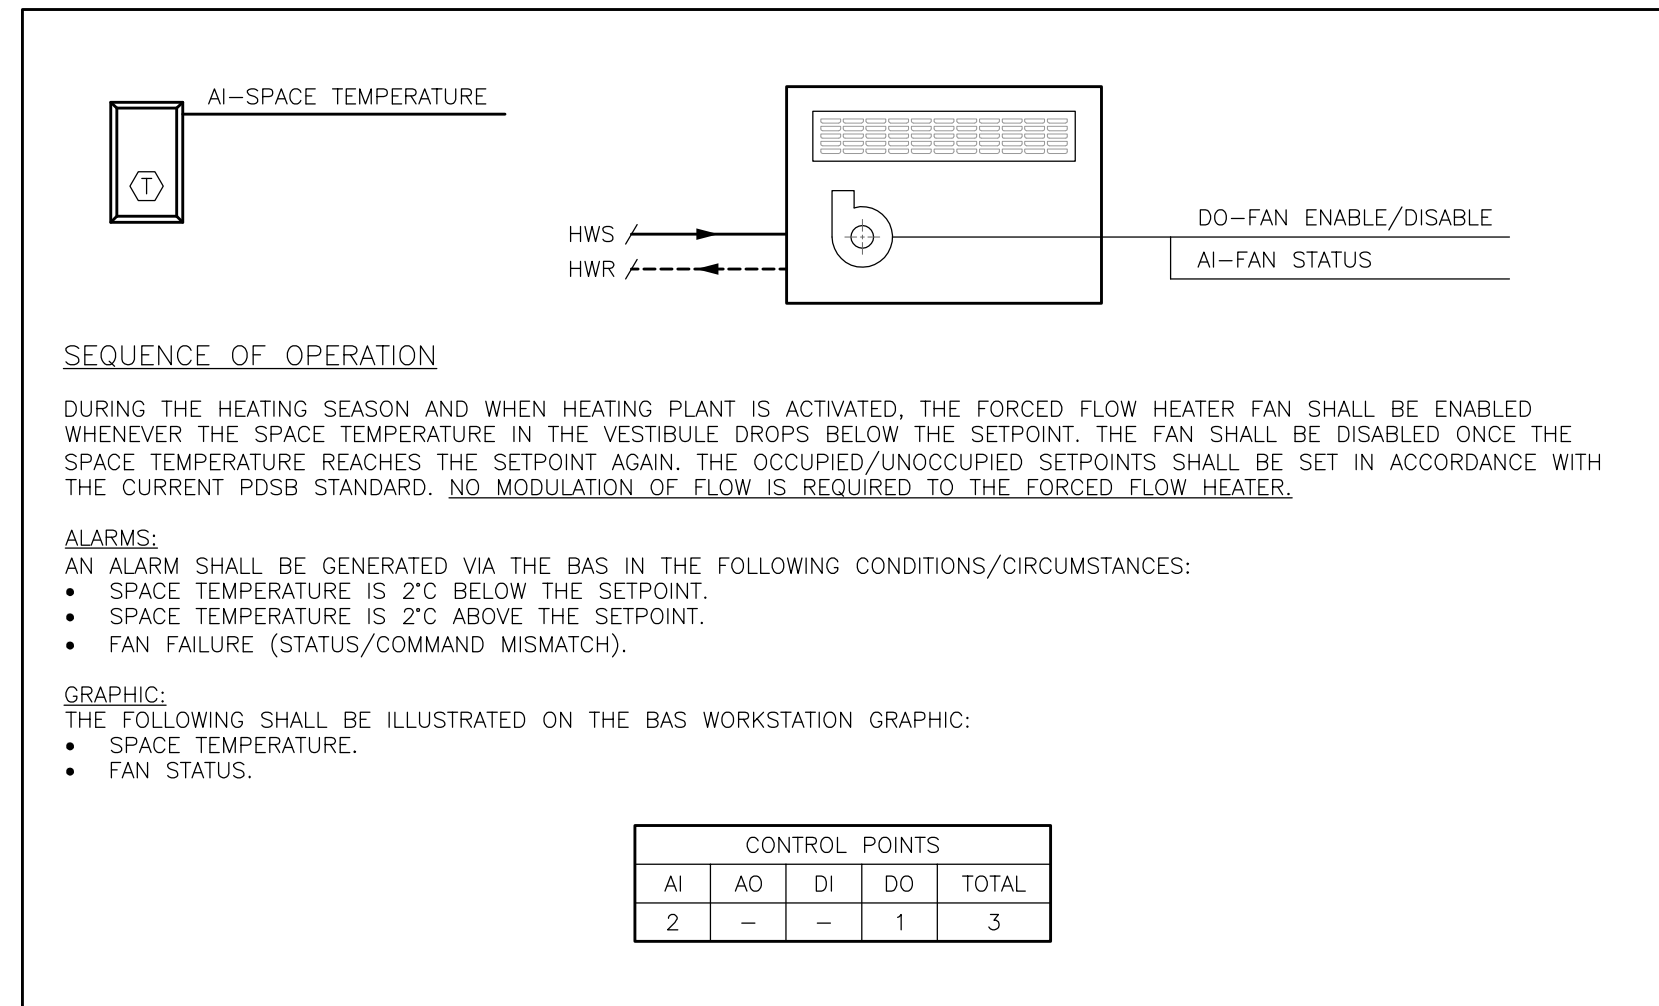 AI-SPACE TEMPERATURE
T
HWS
HWR
DO-FAN ENABLE/DISABLE
AI-FAN STATUS
SEQUENCE OF OPERATION
DURING THE HEATING SEASON AND WHEN HEATING PLANT IS ACTIVATED, THE FORCED FLOW HEATER FAN SHALL BE ENABLED
WHENEVER THE SPACE TEMPERATURE IN THE VESTIBULE DROPS BELOW THE SETPOINT. THE FAN SHALL BE DISABLED ONCE THE
SPACE TEMPERATURE REACHES THE SETPOINT AGAIN. THE OCCUPIED/UNOCCUPIED SETPOINTS SHALL BE SET IN ACCORDANCE WITH
THE CURRENT PDSB STANDARD. NO MODULATION OF FLOW IS REQUIRED TO THE FORCED FLOW HEATER.
ALARMS:
AN ALARM SHALL BE GENERATED VIA THE BAS IN THE FOLLOWING CONDITIONS/CIRCUMSTANCES:
• SPACE TEMPERATURE IS 2°C BELOW THE SETPOINT.
• SPACE TEMPERATURE IS 2°C ABOVE THE SETPOINT.
• FAN FAILURE (STATUS/COMMAND MISMATCH).
GRAPHIC:
THE FOLLOWING SHALL BE ILLUSTRATED ON THE BAS WORKSTATION GRAPHIC:
• SPACE TEMPERATURE.
• FAN STATUS.
CONTROL POINTS
AI AO DI DO TOTAL
2 - - 1 3